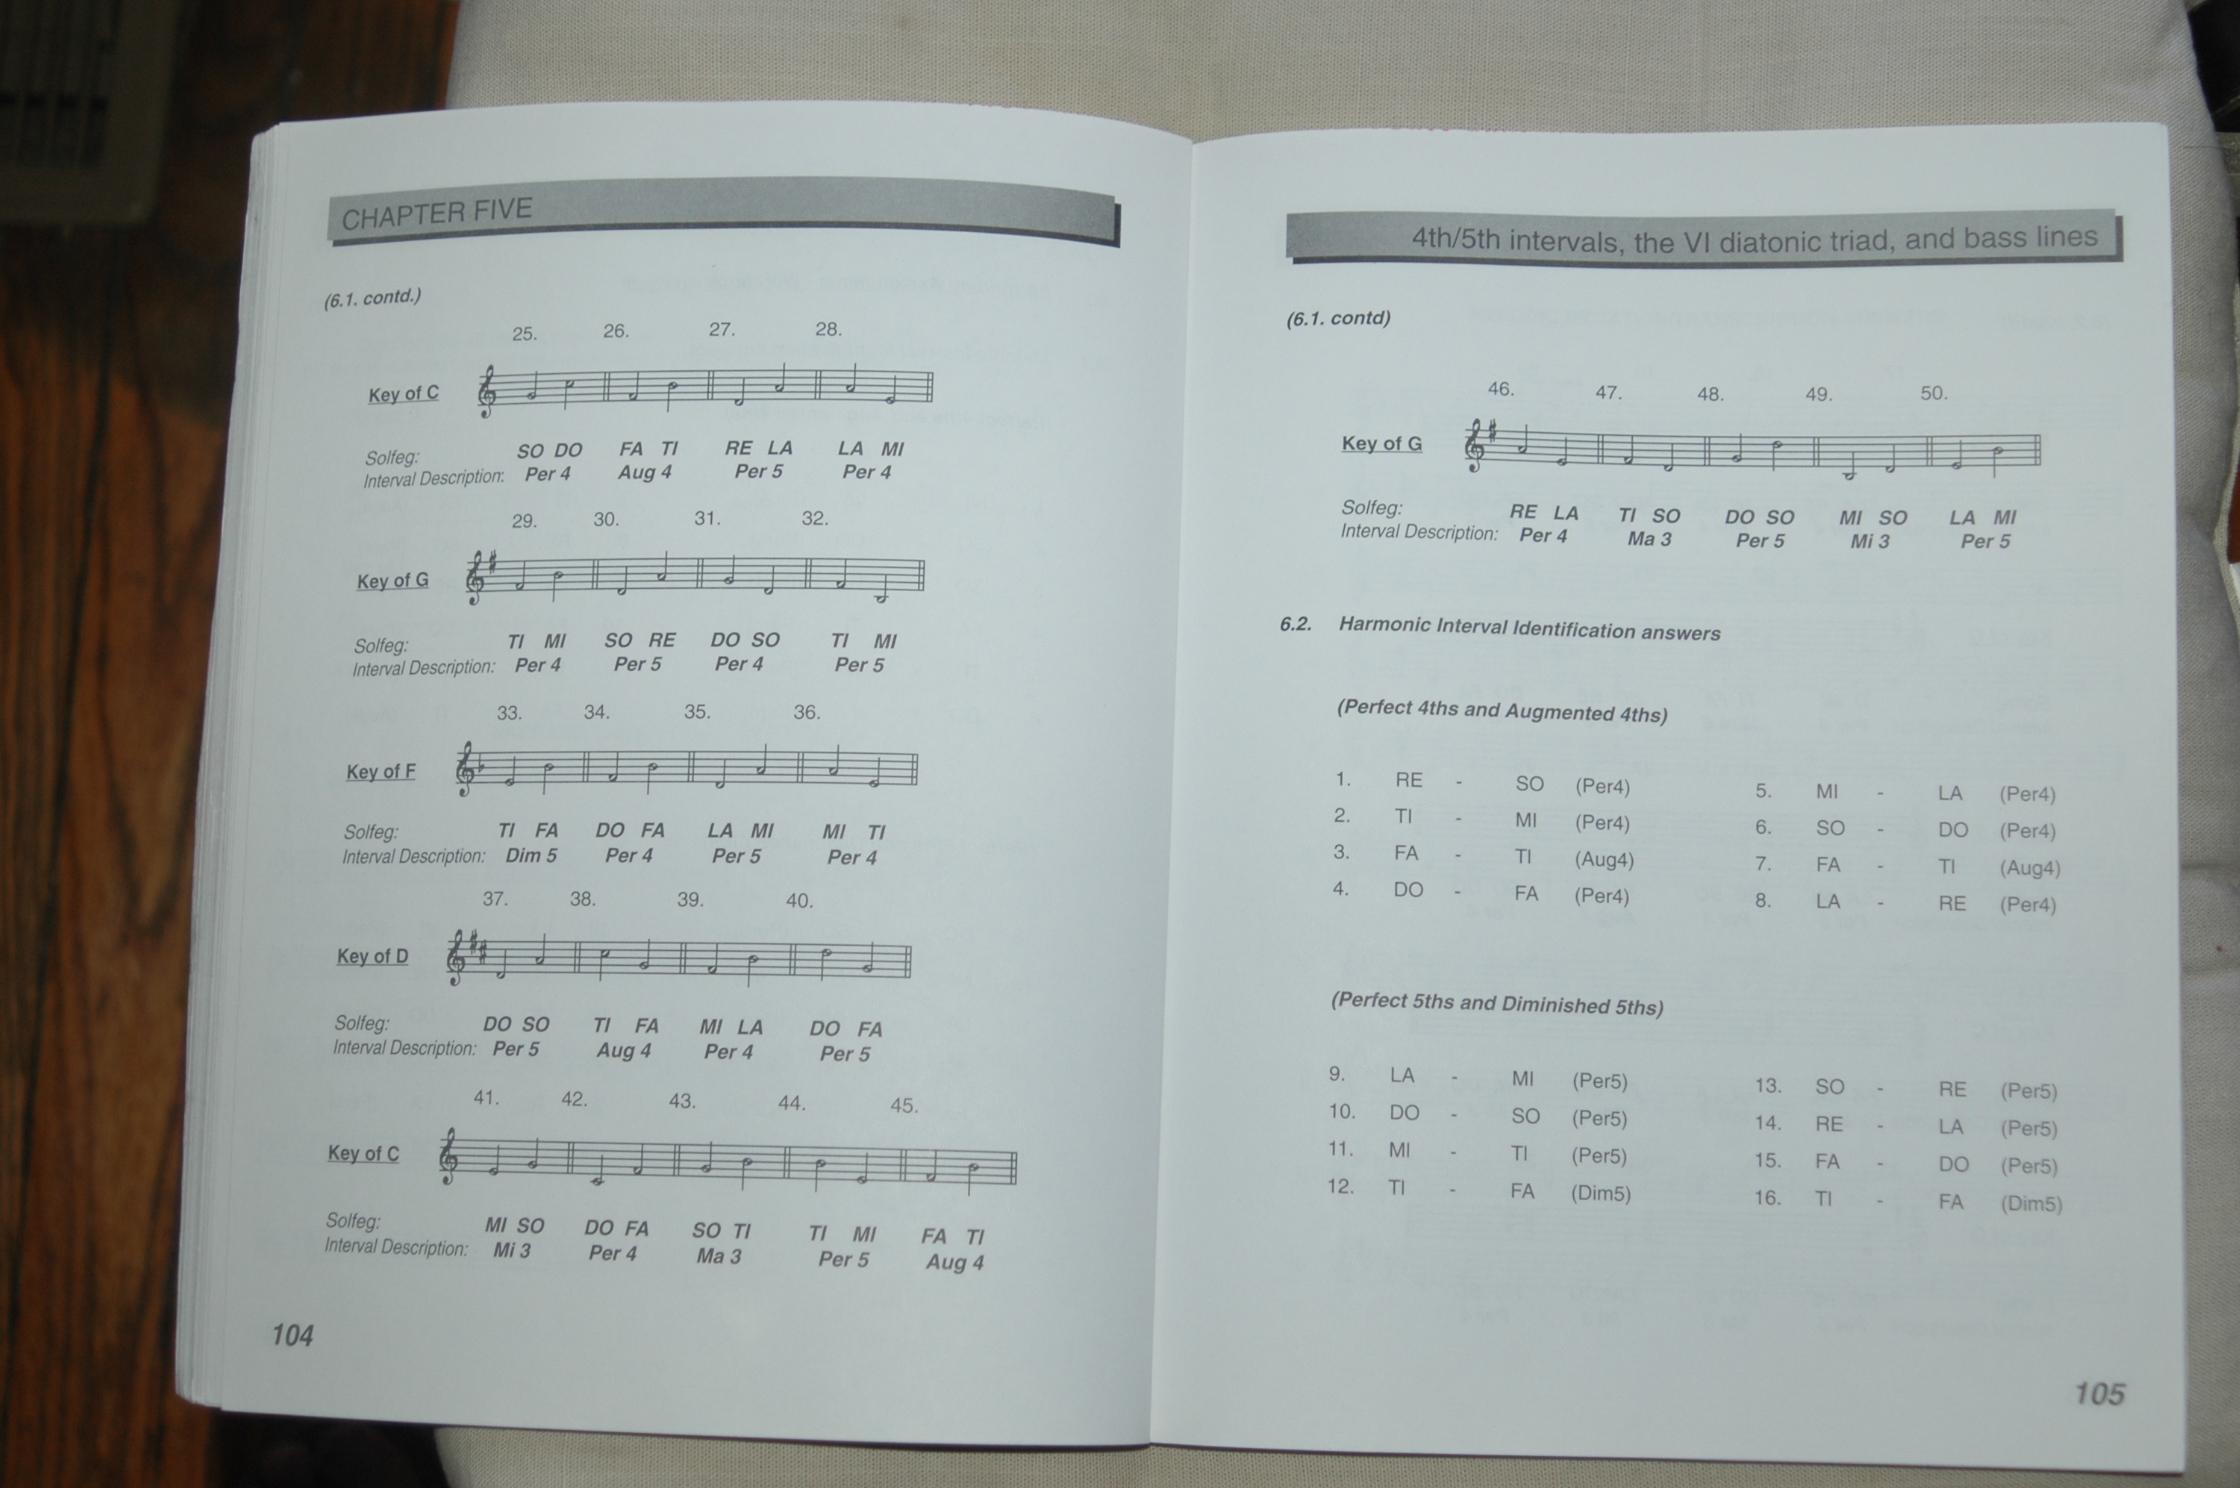 CHAPTER FIVE
(6.1. contd.)
25. 26. 27. 28.
Key of C
Solfeg: SO DO FA TI RE LA LA MI
Interval Description: Per 4 Aug 4 Per 5 Per 4
29. 30. 31. 32.
Key of G
Solfeg: TI MI SO RE DO SO TI MI
Interval Description: Per 4 Per 5 Per 4 Per 5
33. 34. 35. 36.
Key of F
Solfeg: TI FA DO FA LA MI MI TI
Interval Description: Dim 5 Per 4 Per 5 Per 4
37. 38. 39. 40.
Key of D
Solfeg: DO SO TI FA MI LA DO FA
Interval Description: Per 5 Aug 4 Per 4 Per 5
41. 42. 43. 44. 45.
Key of C
Solfeg: MI SO DO FA SO TI TI MI FA TI
Interval Description: Mi 3 Per 4 Ma 3 Per 5 Aug 4
104
4th/5th intervals, the VI diatonic triad, and bass lines
(6.1. contd)
46. 47. 48. 49. 50.
Key of G
Solfeg: RE LA TI SO DO SO MI SO LA MI
Interval Description: Per 4 Ma 3 Per 5 Mi 3 Per 5
6.2. Harmonic Interval Identification answers
(Perfect 4ths and Augmented 4ths)
1. RE - SO (Per4) 5. MI - LA (Per4)
2. TI - MI (Per4) 6. SO - DO (Per4)
3. FA - TI (Aug4) 7. FA - TI (Aug4)
4. DO - FA (Per4) 8. LA - RE (Per4)
(Perfect 5ths and Diminished 5ths)
9. LA - MI (Per5) 13. SO - RE (Per5)
10. DO - SO (Per5) 14. RE - LA (Per5)
11. MI - TI (Per5) 15. FA - DO (Per5)
12. TI - FA (Dim5) 16. TI - FA (Dim5)
105